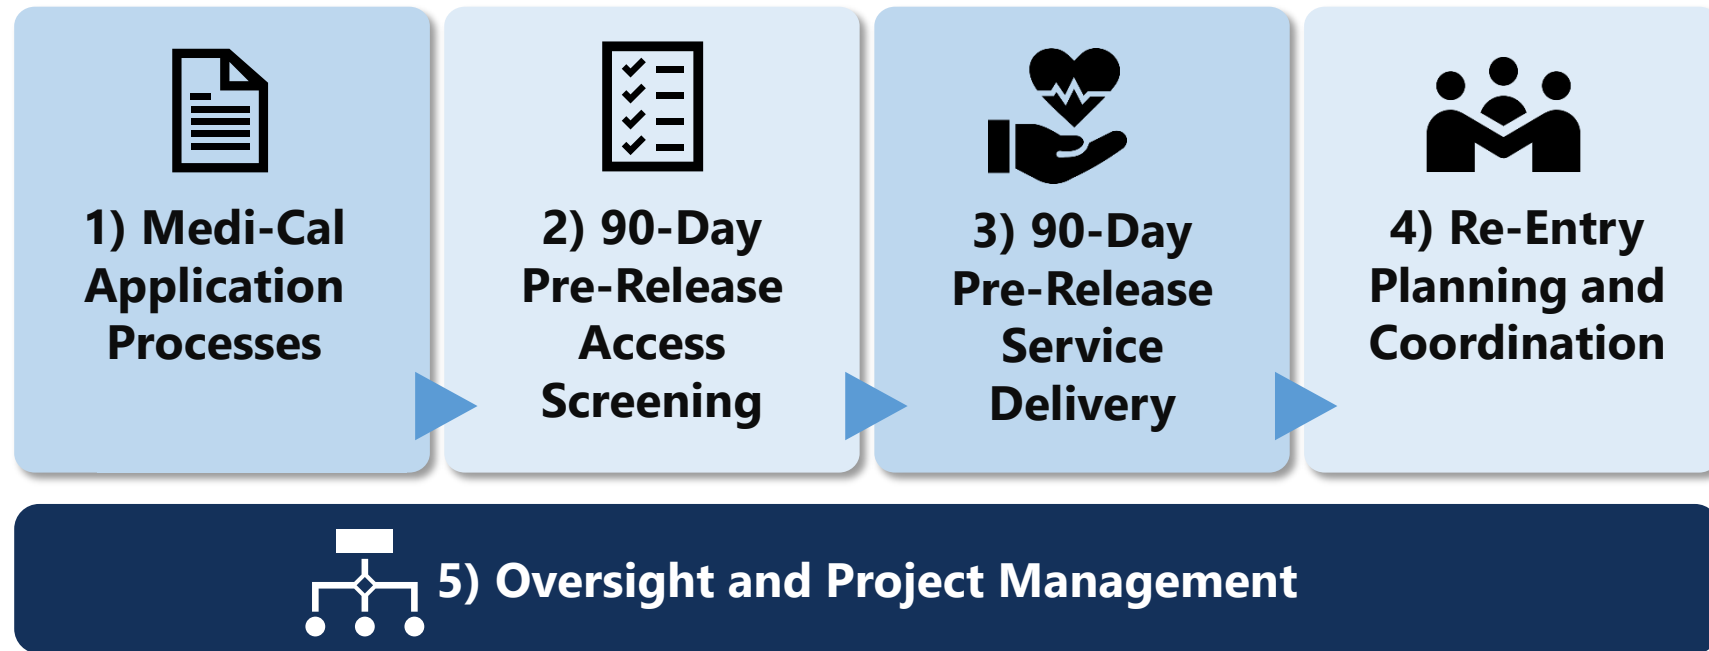 1) Medi-Cal
Application
Processes
2) 90-Day
Pre-Release
Access
Screening
3) 90-Day
Pre-Release
Service
Delivery
4) Re-Entry
Planning and
Coordination
5) Oversight and Project Management